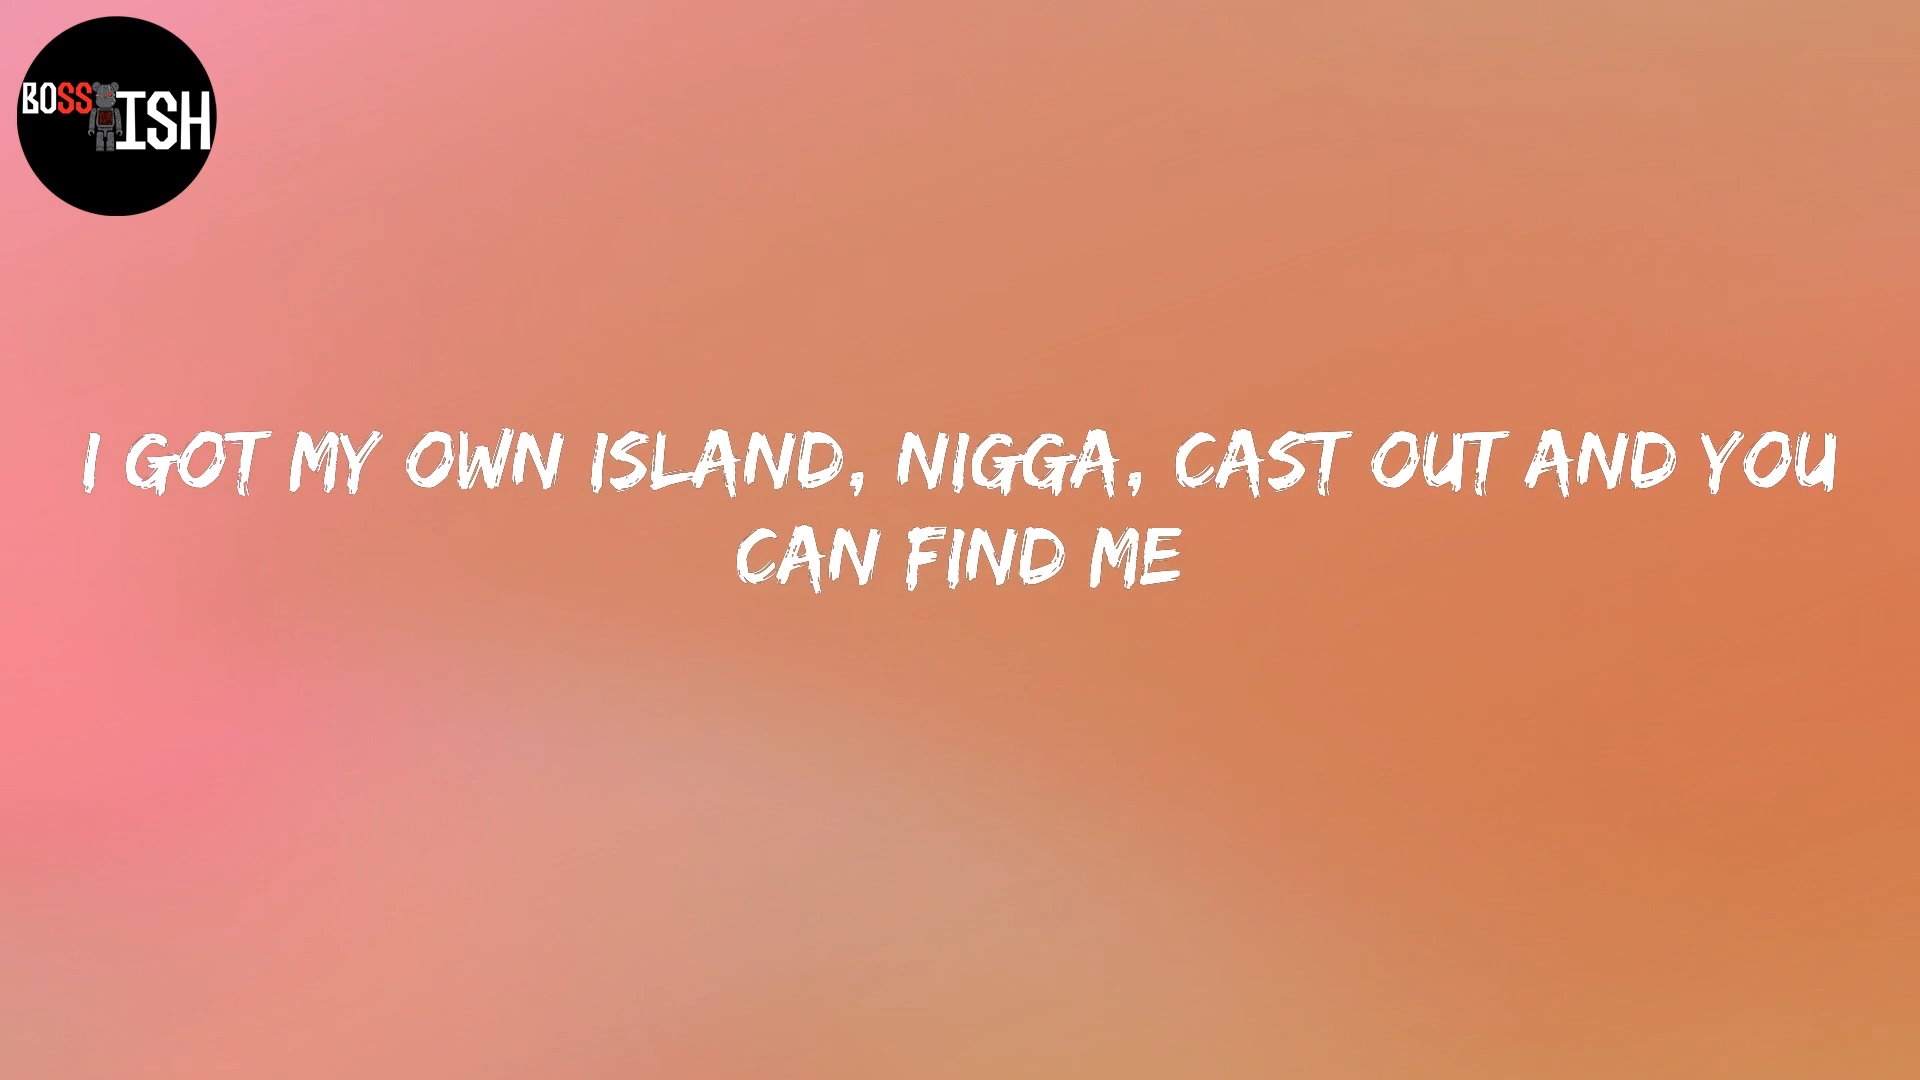 BOSS ISH
I GOT MY OWN ISLAND, NIGGA, CAST OUT AND YOU
CAN FIND ME